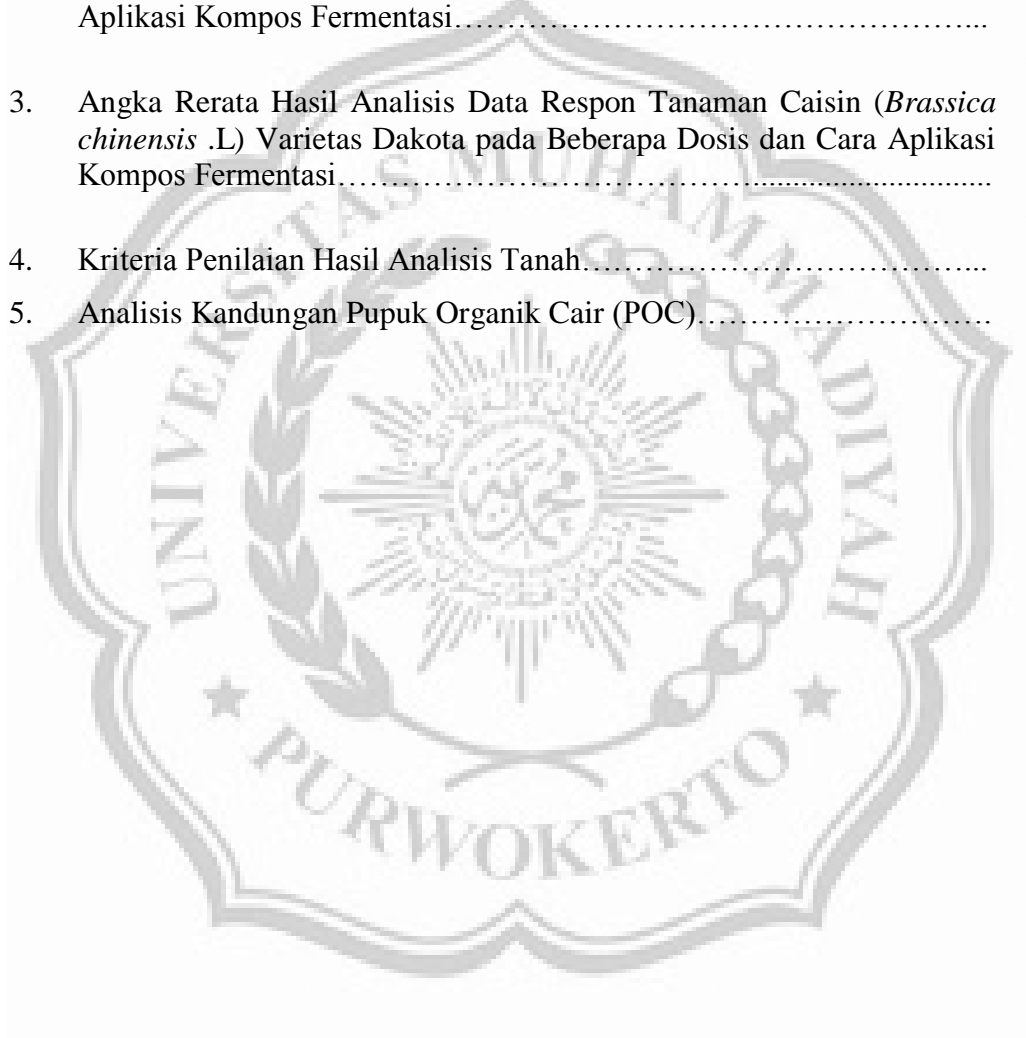 Aplikasi Kompos Fermentasi……………………………………………...
3. Angka Rerata Hasil Analisis Data Respon Tanaman Caisin (Brassica
chinensis .L) Varietas Dakota pada Beberapa Dosis dan Cara Aplikasi
Kompos Fermentasi…………………………………...............................
4. Kriteria Penilaian Hasil Analisis Tanah…………………………………...
5. Analisis Kandungan Pupuk Organik Cair (POC)…………………………
UNIVERSITAS MUHAMMADIYAH
PURWOKERTO